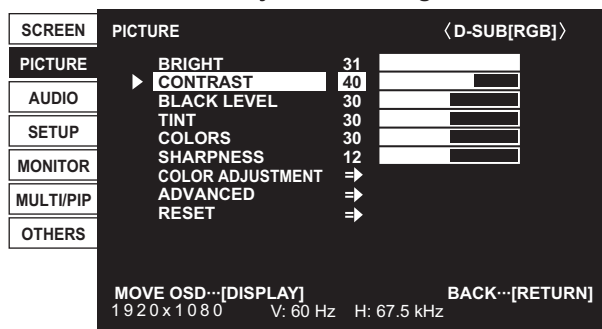 SCREEN
PICTURE
AUDIO
SETUP
MONITOR
MULTI/PIP
OTHERS
PICTURE 〈D-SUB[RGB]〉
BRIGHT 31
CONTRAST 40
BLACK LEVEL 30
TINT 30
COLORS 30
SHARPNESS 12
COLOR ADJUSTMENT
ADVANCED
RESET
MOVE OSD···[DISPLAY] BACK···[RETURN]
1920x1080 V: 60 Hz H: 67.5 kHz